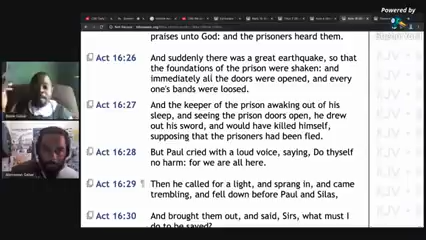 Powered by
praises unto God: and the prisoners heard them.
Act 16:26
And suddenly there was a great earthquake, so
that the foundations of the prison were shaken: and
immediately all the doors were opened, and every
one's bands were loosed.
Act 16:27
And the keeper of the prison awaking out of his
sleep, and seeing the prison doors open, he drew
out his sword, and would have killed himself,
supposing that the prisoners had been fled.
Act 16:28
But Paul cried with a loud voice, saying, Do thyself
no harm: for we are all here.
Act 16:29 ¶
Then he called for a light, and sprang in, and came
trembling, and fell down before Paul and Silas,
Act 16:30
And brought them out, and said, Sirs, what must I
do to be saved?
KJV